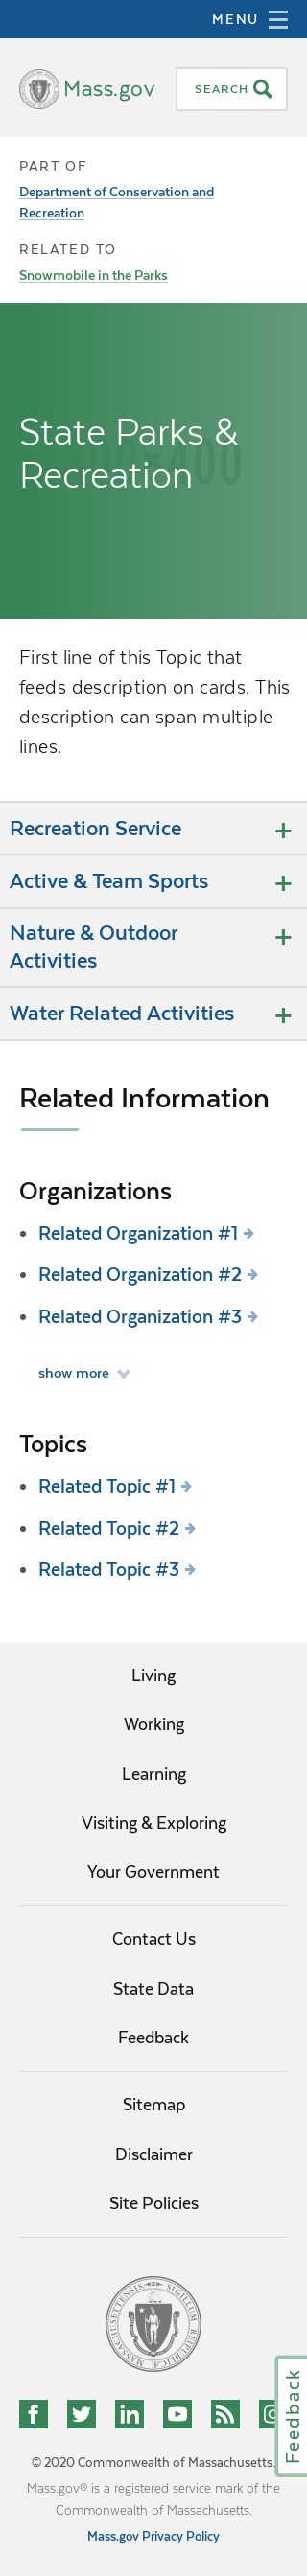 MENU
Mass.gov
SEARCH
PART OF
Department of Conservation and
Recreation
RELATED TO
Snowmobile in the Parks
State Parks &
Recreation
First line of this Topic that
feeds description on cards. This
description can span multiple
lines.
Recreation Service
Active & Team Sports
Nature & Outdoor
Activities
Water Related Activities
Related Information
Organizations
Related Organization #1
Related Organization #2
Related Organization #3
show more
Topics
Related Topic #1
Related Topic #2
Related Topic #3
Living
Working
Learning
Visiting & Exploring
Your Government
Contact Us
State Data
Feedback
Sitemap
Disclaimer
Site Policies
Feedback
© 2020 Commonwealth of Massachusetts.
Mass.gov® is a registered service mark of the
Commonwealth of Massachusetts.
Mass.gov Privacy Policy